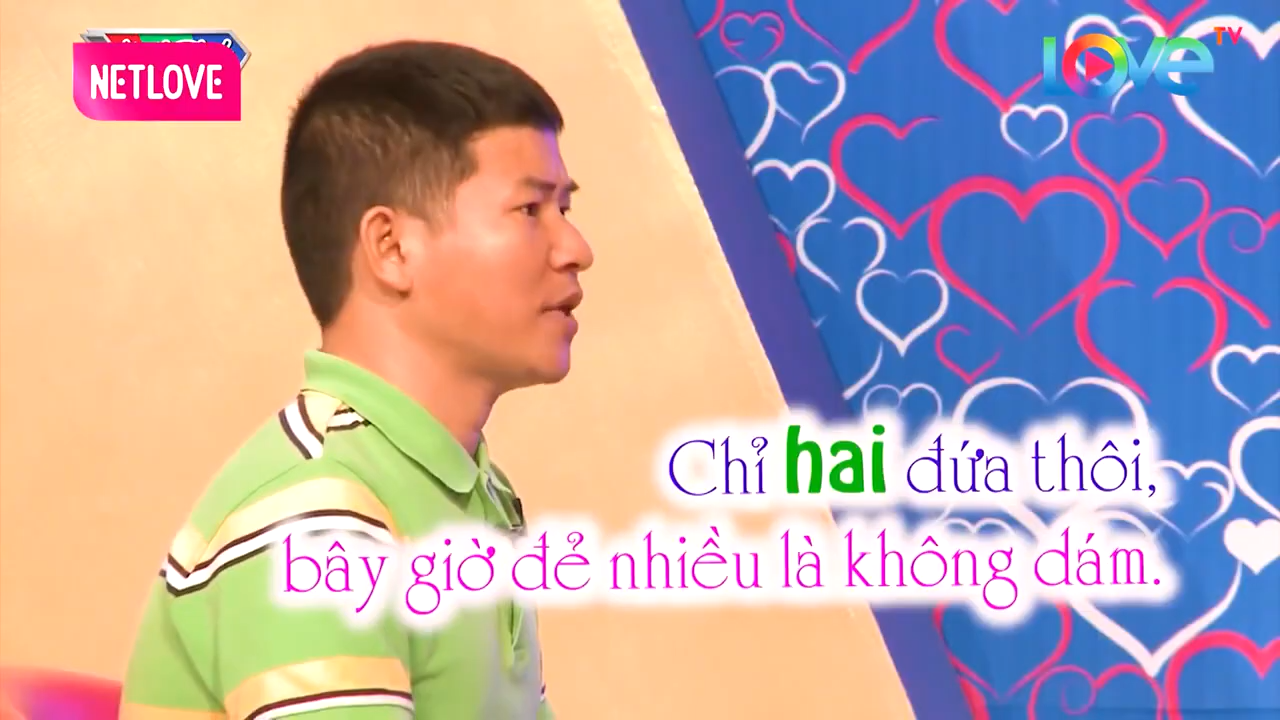 NETLOVE
LOVE TV
Chỉ hai đứa thôi,
bây giờ đẻ nhiều là không dám.